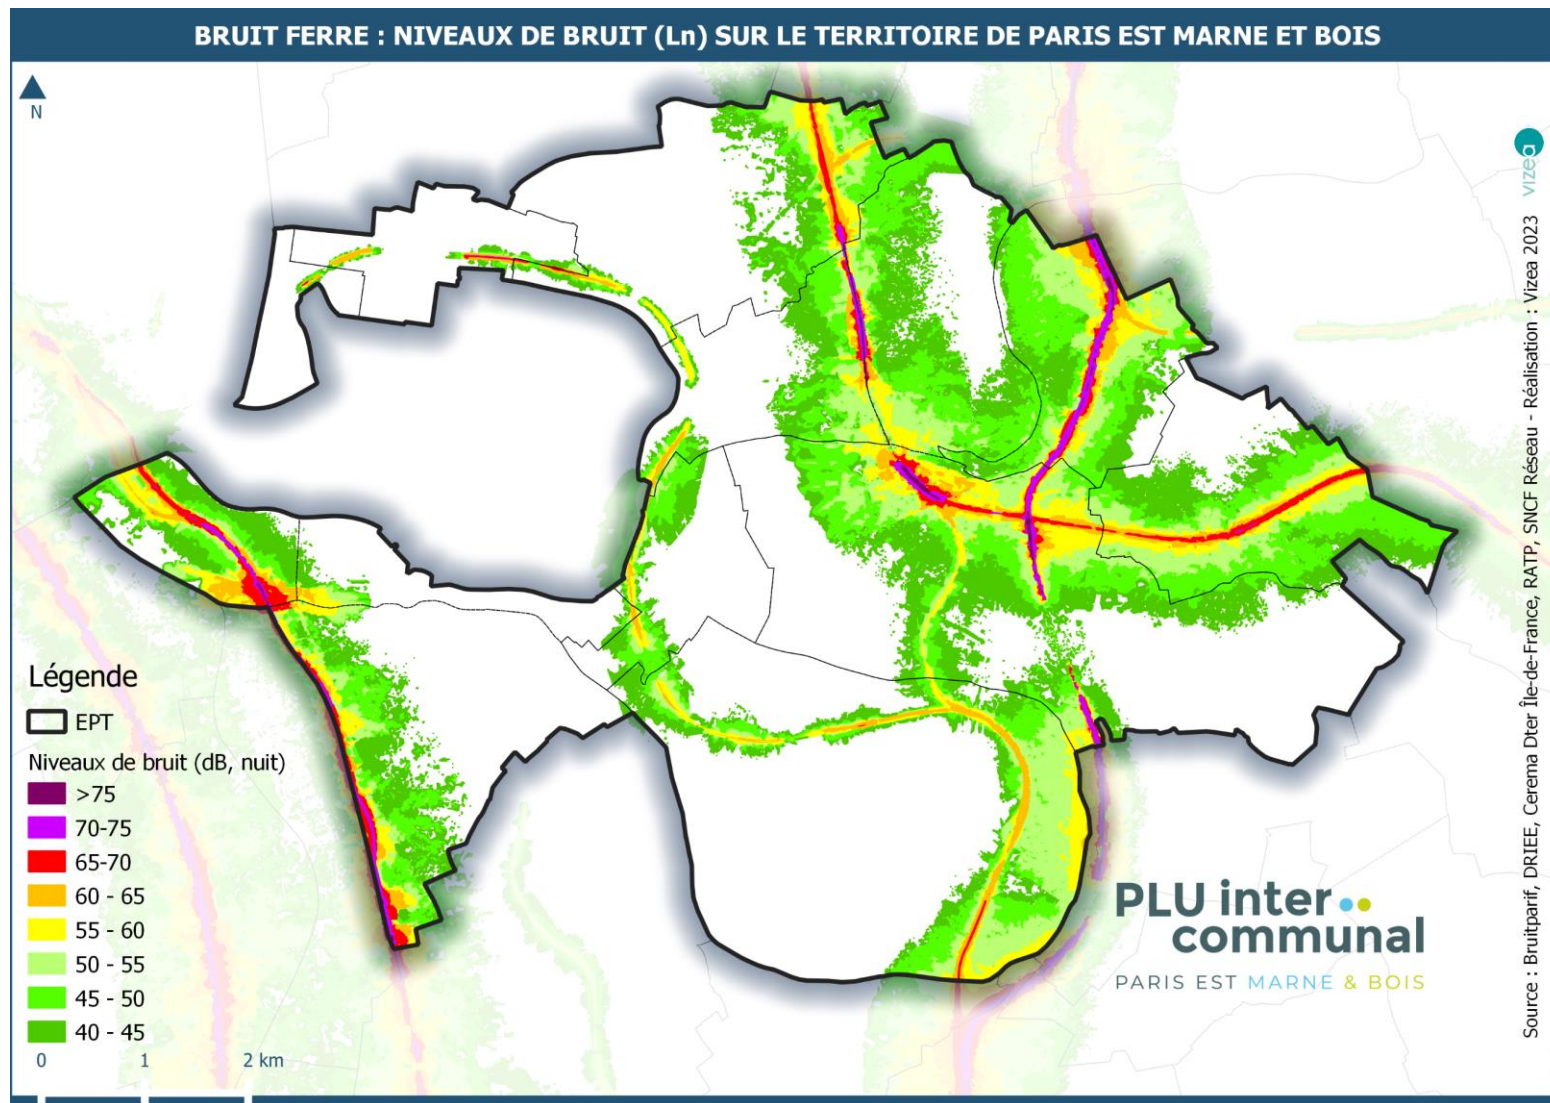 BRUIT FERRE : NIVEAUX DE BRUIT (Ln) SUR LE TERRITOIRE DE PARIS EST MARNE ET BOIS
N
Légende
EPT
Niveaux de bruit (dB, nuit)
>75
70-75
65-70
60 - 65
55 - 60
50 - 55
45 - 50
40 - 45
0 1 2 km
PLU inter
communal
PARIS EST MARNE & BOIS
Source : Bruitparif, DRIEE, Cerema Dter Île-de-France, RATP, SNCF Réseau - Réalisation : Vizea 2023
vizea